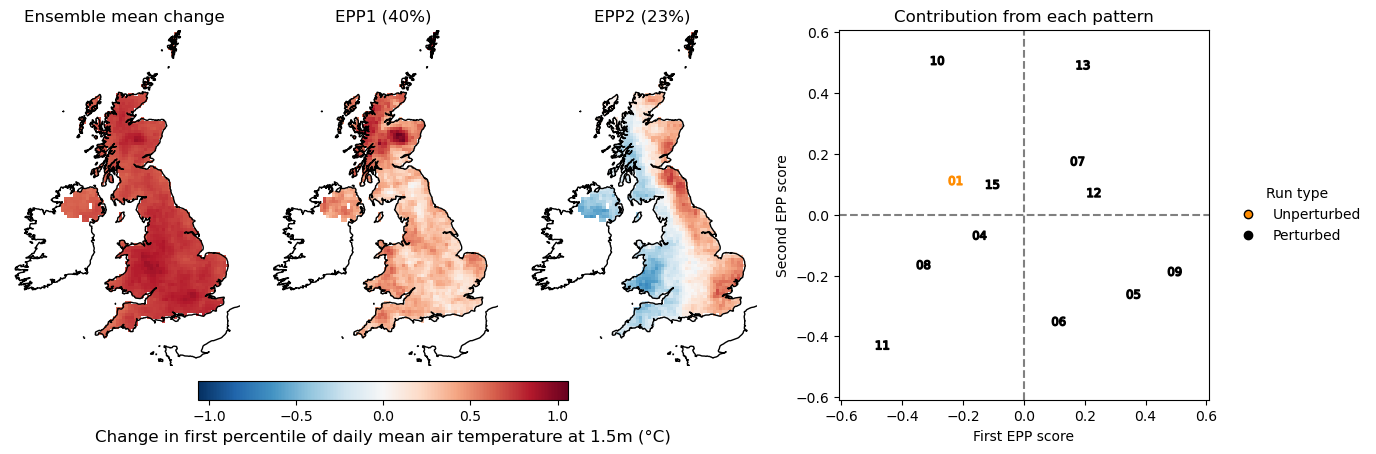 Ensemble mean change
EPP1 (40%)
EPP2 (23%)
Contribution from each pattern
−1.0 −0.5 0.0 0.5 1.0
Change in first percentile of daily mean air temperature at 1.5m (°C)
Second EPP score
0.6
0.4
0.2
0.0
−0.2
−0.4
−0.6
10
13
07
01
15
12
04
08
09
05
06
11
−0.6 −0.4 −0.2 0.0 0.2 0.4 0.6
First EPP score
Run type
Unperturbed
Perturbed